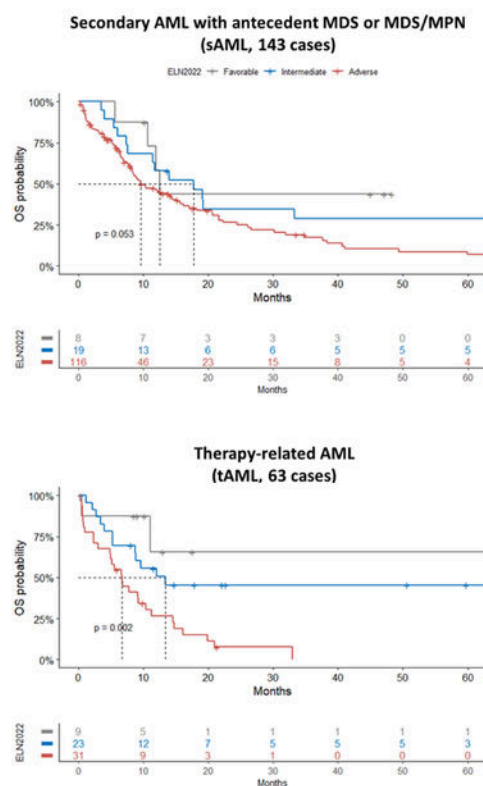 Secondary AML with antecedent MDS or MDS/MPN
(sAML, 143 cases)
ELN2022 Favorable Intermediate Adverse
100%
75%
50%
25%
0%
OS probability
p = 0.053
0 10 20 30 40 50 60
Months
ELN2022
8 7 3 3 3 0 0
19 13 6 6 5 5 5
116 46 23 15 8 5 4
0 10 20 30 40 50 60
Months
Therapy-related AML
(tAML, 63 cases)
100%
75%
50%
25%
0%
OS probability
p = 0.002
0 10 20 30 40 50 60
Months
ELN2022
9 5 1 1 1 1 1
23 12 7 5 5 5 3
31 9 3 1 0 0 0
0 10 20 30 40 50 60
Months